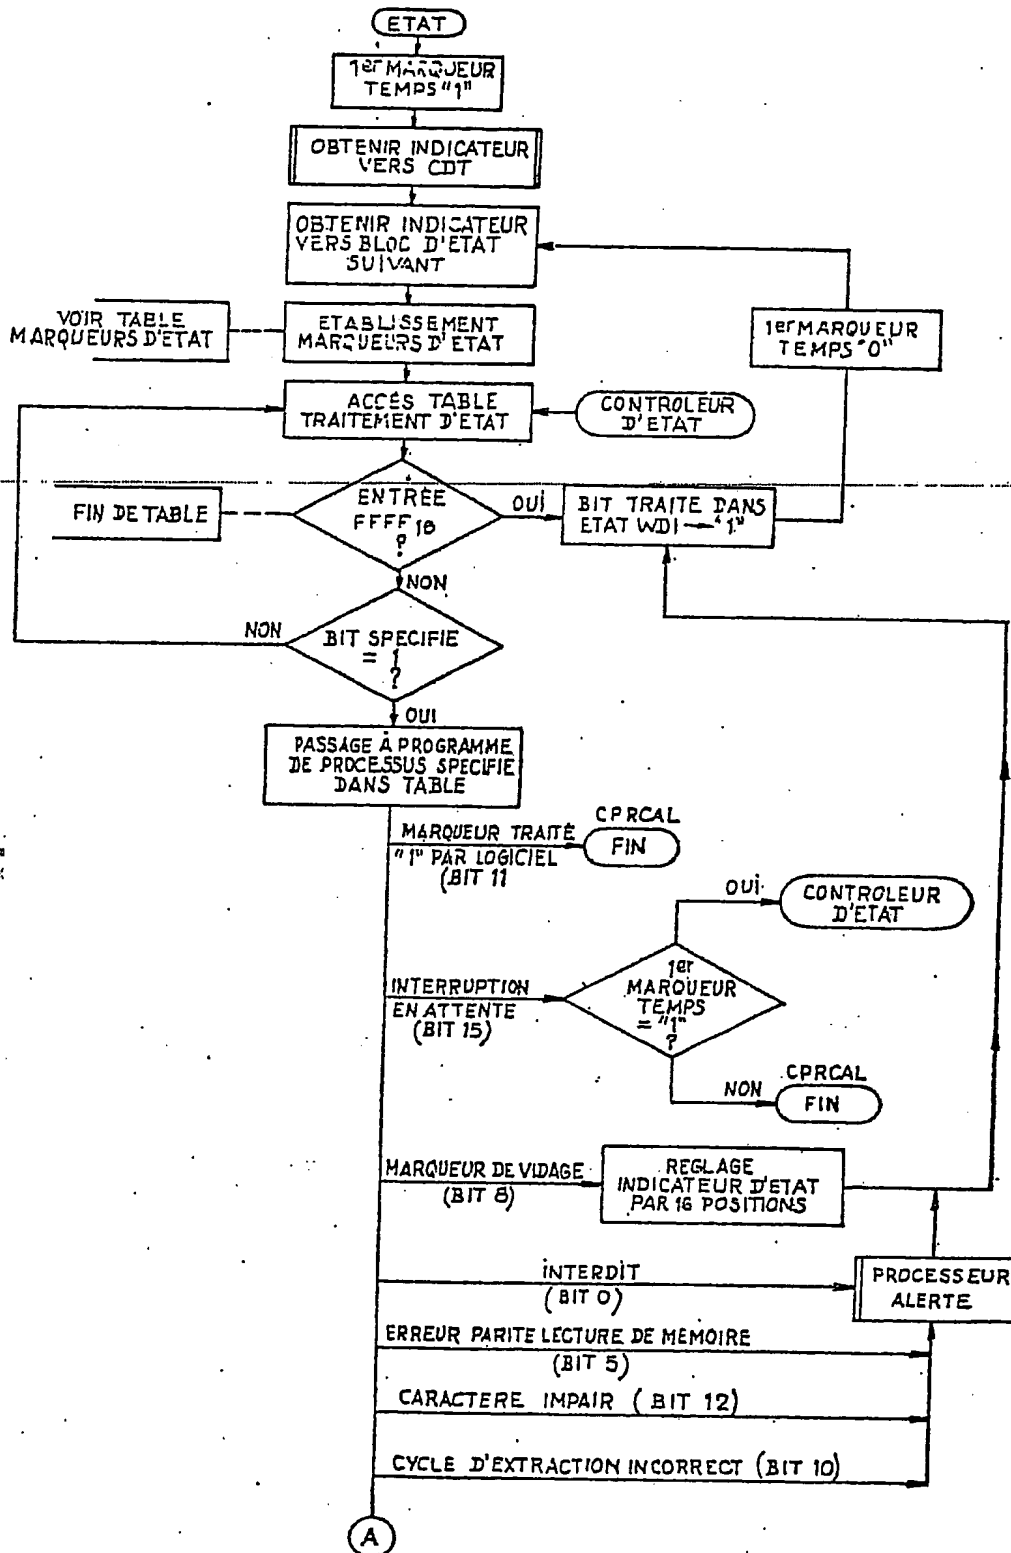 ETAT
1er MARQUEUR
TEMPS "1"
OBTENIR INDICATEUR
VERS CDT
OBTENIR INDICATEUR
VERS BLOC D'ETAT
SUIVANT
VOIR TABLE
MARQUEURS D'ETAT
ETABLISSEMENT
MARQUEURS D'ETAT
1er MARQUEUR
TEMPS "0"
ACCÉS TABLE
TRAITEMENT D'ETAT
CONTROLEUR
D'ETAT
FIN DE TABLE
ENTRÉE
FFFF16
?
OUI
BIT TRAITE DANS
ETAT WDI → "1"
NON
NON
BIT SPECIFIE
= 1
?
OUI
PASSAGE À PROGRAMME
DE PROCESSUS SPECIFIE
DANS TABLE
MARQUEUR TRAITÉ
"1" PAR LOGICIEL
(BIT 11
CPRCAL
FIN
OUI
CONTROLEUR
D'ETAT
INTERRUPTION
EN ATTENTE
(BIT 15)
1er
MARQUEUR
TEMPS
= "1"
?
NON
CPRCAL
FIN
MARQUEUR DE VIDAGE
(BIT 8)
REGLAGE
INDICATEUR D'ETAT
PAR 16 POSITIONS
INTERDIT
(BIT 0)
PROCESSEUR
ALERTE
ERREUR PARITE LECTURE DE MEMOIRE
(BIT 5)
CARACTERE IMPAIR (BIT 12)
CYCLE D'EXTRACTION INCORRECT (BIT 10)
A